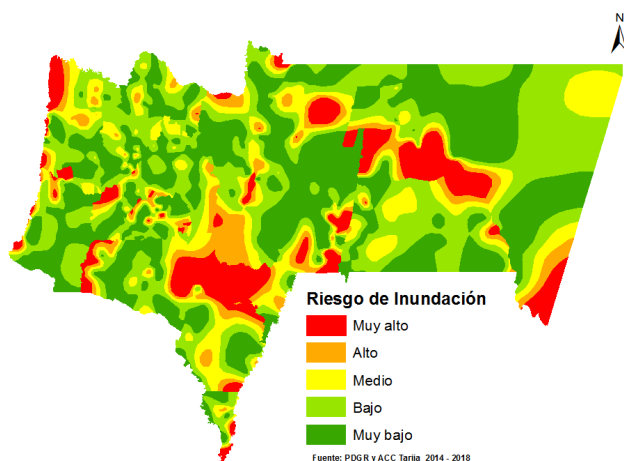 N
Riesgo de Inundación
Muy alto
Alto
Medio
Bajo
Muy bajo
Fuente: PDGR y ACC Tarija 2014 - 2018